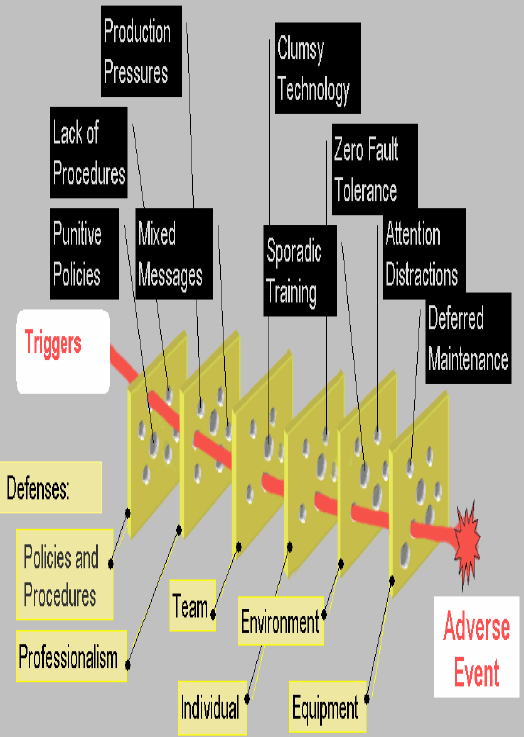 Production
Pressures
Clumsy
Technology
Lack of
Procedures
Zero Fault
Tolerance
Punitive
Policies
Mixed
Messages
Sporadic
Training
Attention
Distractions
Deferred
Maintenance
Triggers
Defenses:
Policies and
Procedures
Professionalism
Team
Environment
Individual
Equipment
Adverse
Event